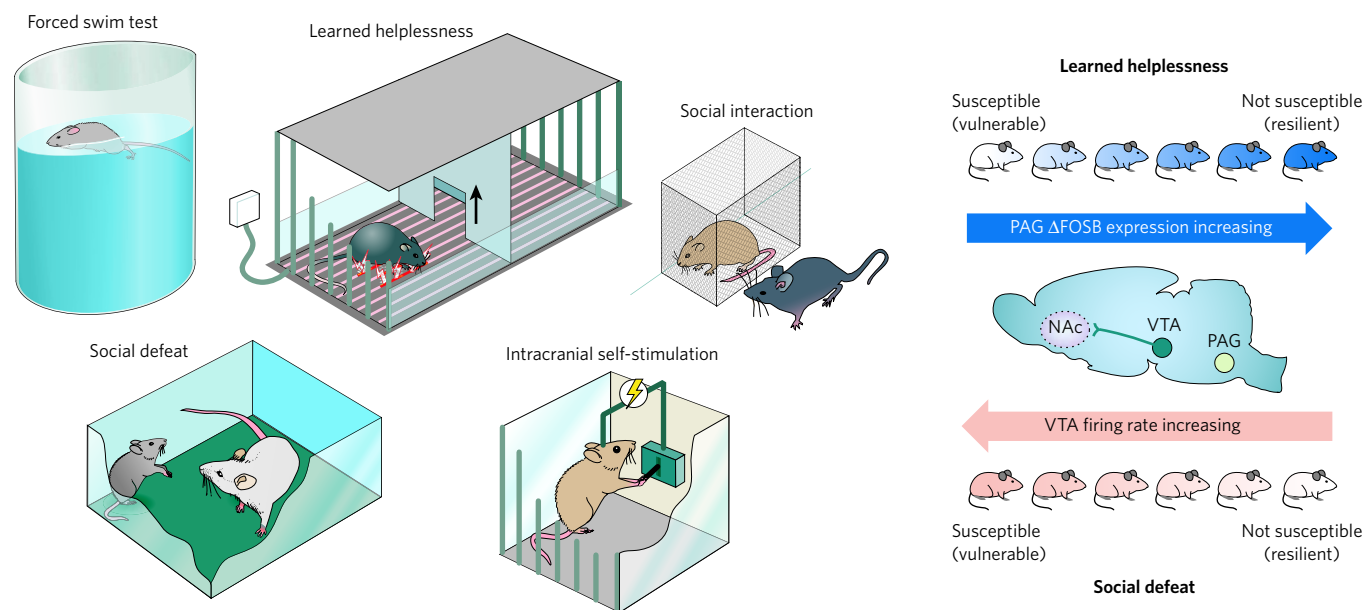 Forced swim test
Learned helplessness
Social interaction
Social defeat
Intracranial self-stimulation
Learned helplessness
Susceptible
(vulnerable)
Not susceptible
(resilient)
PAG ΔFOSB expression increasing
NAc
VTA
PAG
VTA firing rate increasing
Susceptible
(vulnerable)
Not susceptible
(resilient)
Social defeat